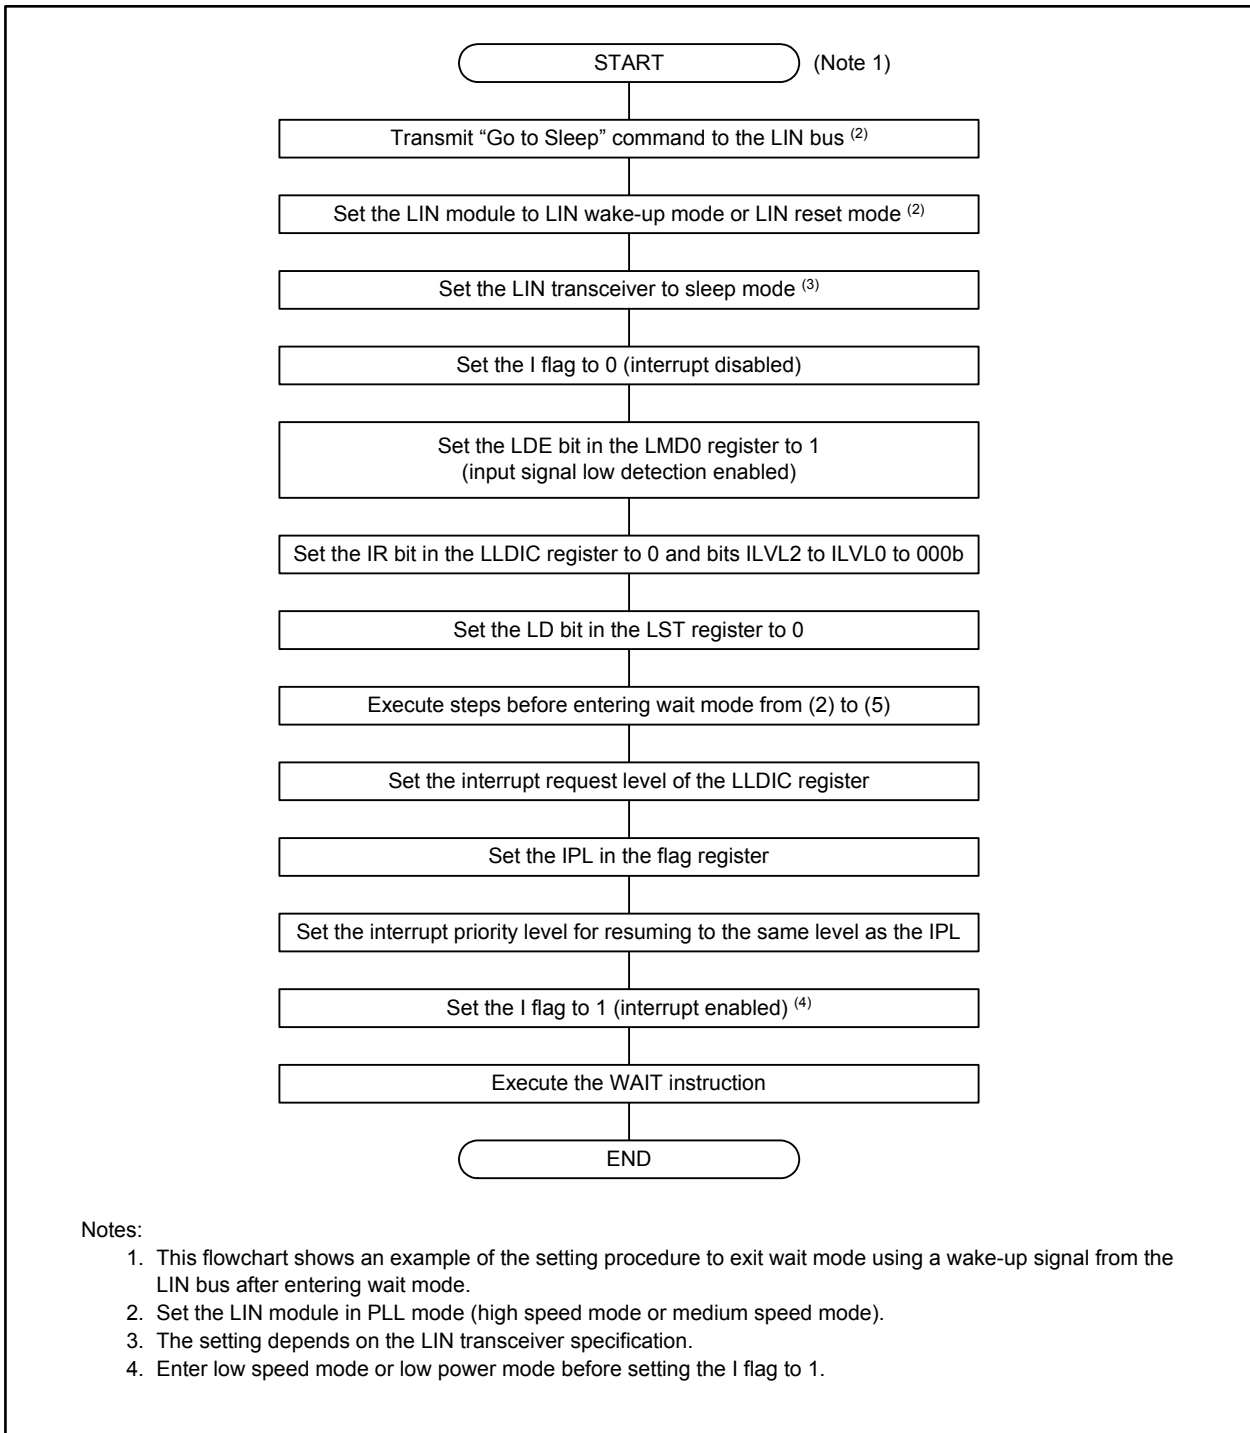 START (Note 1)
Transmit “Go to Sleep” command to the LIN bus (2)
Set the LIN module to LIN wake-up mode or LIN reset mode (2)
Set the LIN transceiver to sleep mode (3)
Set the I flag to 0 (interrupt disabled)
Set the LDE bit in the LMD0 register to 1
(input signal low detection enabled)
Set the IR bit in the LLDIC register to 0 and bits ILVL2 to ILVL0 to 000b
Set the LD bit in the LST register to 0
Execute steps before entering wait mode from (2) to (5)
Set the interrupt request level of the LLDIC register
Set the IPL in the flag register
Set the interrupt priority level for resuming to the same level as the IPL
Set the I flag to 1 (interrupt enabled) (4)
Execute the WAIT instruction
END
Notes:
1. This flowchart shows an example of the setting procedure to exit wait mode using a wake-up signal from the
LIN bus after entering wait mode.
2. Set the LIN module in PLL mode (high speed mode or medium speed mode).
3. The setting depends on the LIN transceiver specification.
4. Enter low speed mode or low power mode before setting the I flag to 1.